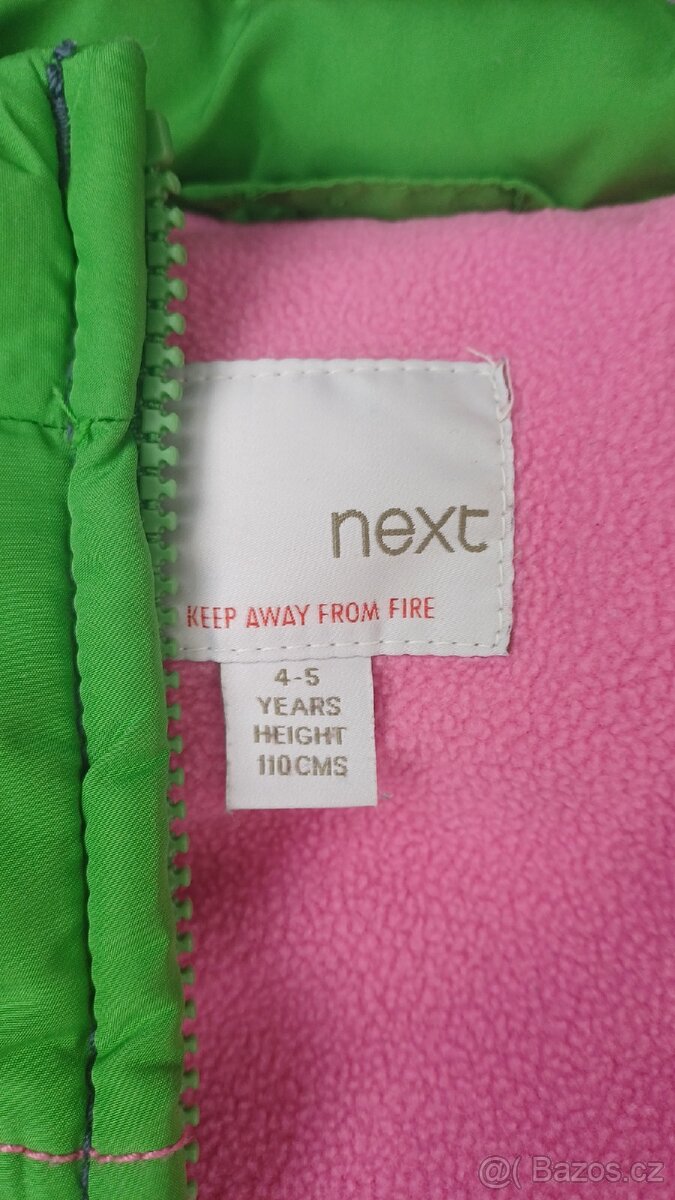 next
KEEP AWAY FROM FIRE
4-5
YEARS
HEIGHT
110CMS
@( Bazos.cz